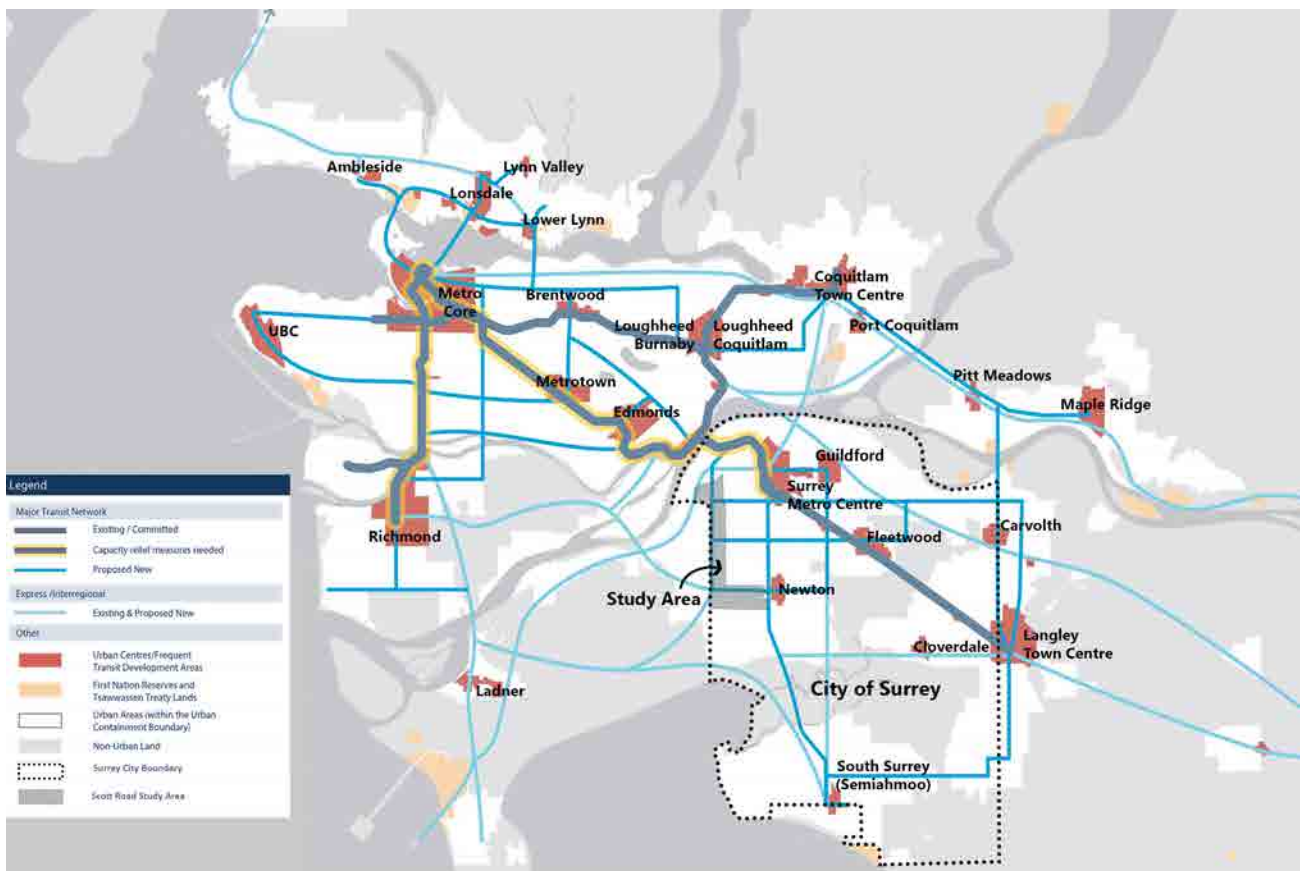 Ambleside
Lynn Valley
Lonsdale
Lower Lynn
Coquitlam
Town Centre
Metro
Core
Brentwood
UBC
Loughheed
Burnaby
Loughheed
Coquitlam
Port Coquitlam
Metrotown
Pitt Meadows
Maple Ridge
Edmonds
Guildford
Surrey
Metro Centre
Richmond
Fleetwood
Carvolth
Study Area
Newton
Cloverdale
Langley
Town Centre
Ladner
City of Surrey
South Surrey
(Semiahmoo)
Legend
Major Transit Network
Existing / Committed
Capacity relief measures needed
Proposed New
Express /Interregional
Existing & Proposed New
Other
Urban Centres/Frequent
Transit Development Areas
First Nation Reserves and
Tsawwassen Treaty Lands
Urban Areas (within the Urban
Containment Boundary)
Non-Urban Land
Surrey City Boundary
Scott Road Study Area